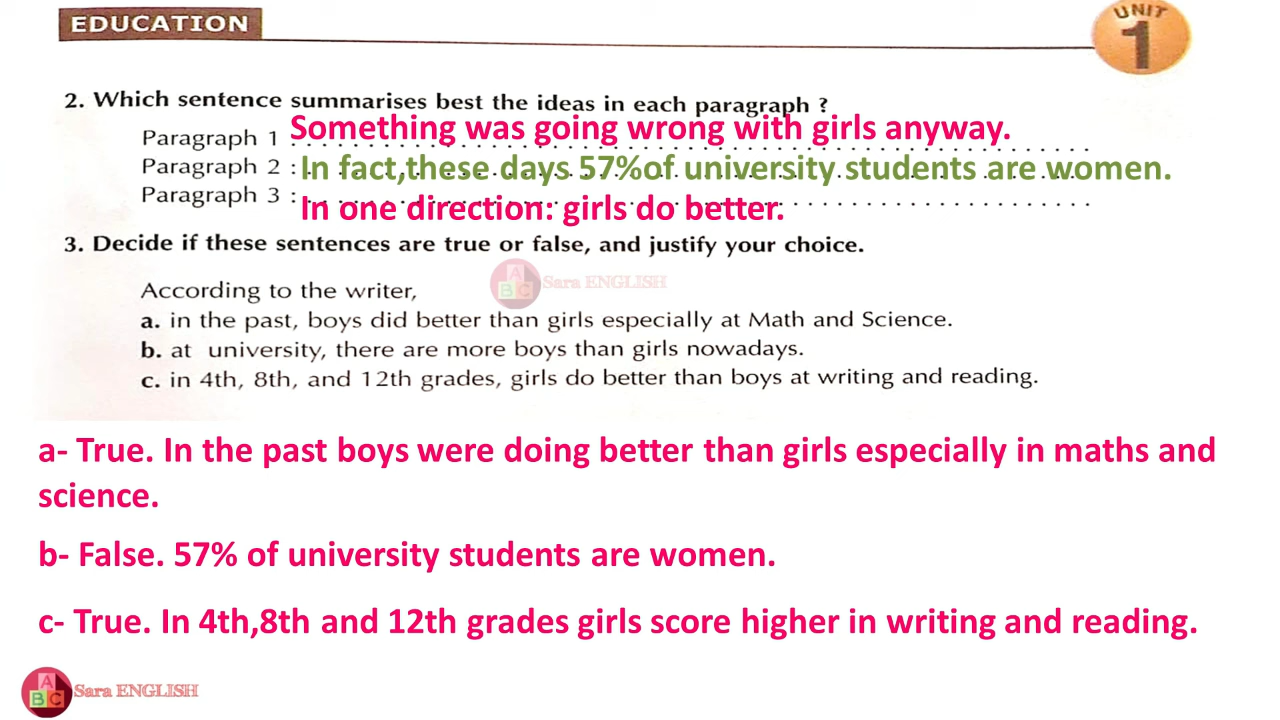 EDUCATION
UNIT
1
2. Which sentence summarises best the ideas in each paragraph ?
Paragraph 1 Something was going wrong with girls anyway.
Paragraph 2 : In fact,these days 57%of university students are women.
Paragraph 3 : In one direction: girls do better.
3. Decide if these sentences are true or false, and justify your choice.
Sara ENGLISH
According to the writer,
a. in the past, boys did better than girls especially at Math and Science.
b. at university, there are more boys than girls nowadays.
c. in 4th, 8th, and 12th grades, girls do better than boys at writing and reading.
a- True. In the past boys were doing better than girls especially in maths and
science.
b- False. 57% of university students are women.
c- True. In 4th,8th and 12th grades girls score higher in writing and reading.
A
B C
Sara ENGLISH